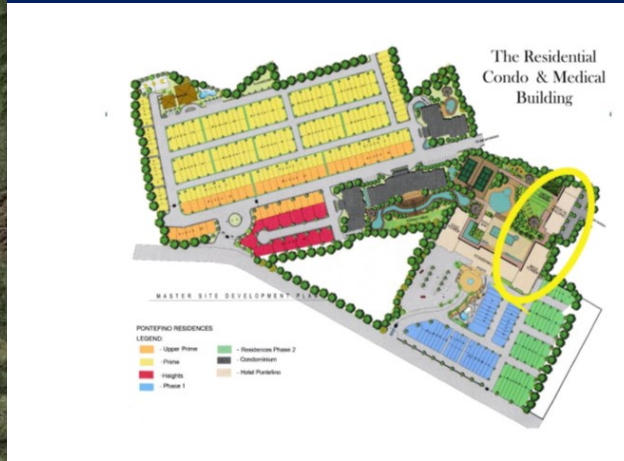 The Residential
Condo & Medical
Building
MASTER SITE DEVELOPMENT PLAN
PONTEFINO RESIDENCES
LEGEND:
- Upper Prime
- Prime
- Heights
- Phase 1
- Residences Phase 2
- Condominium
- Hotel Pontefino